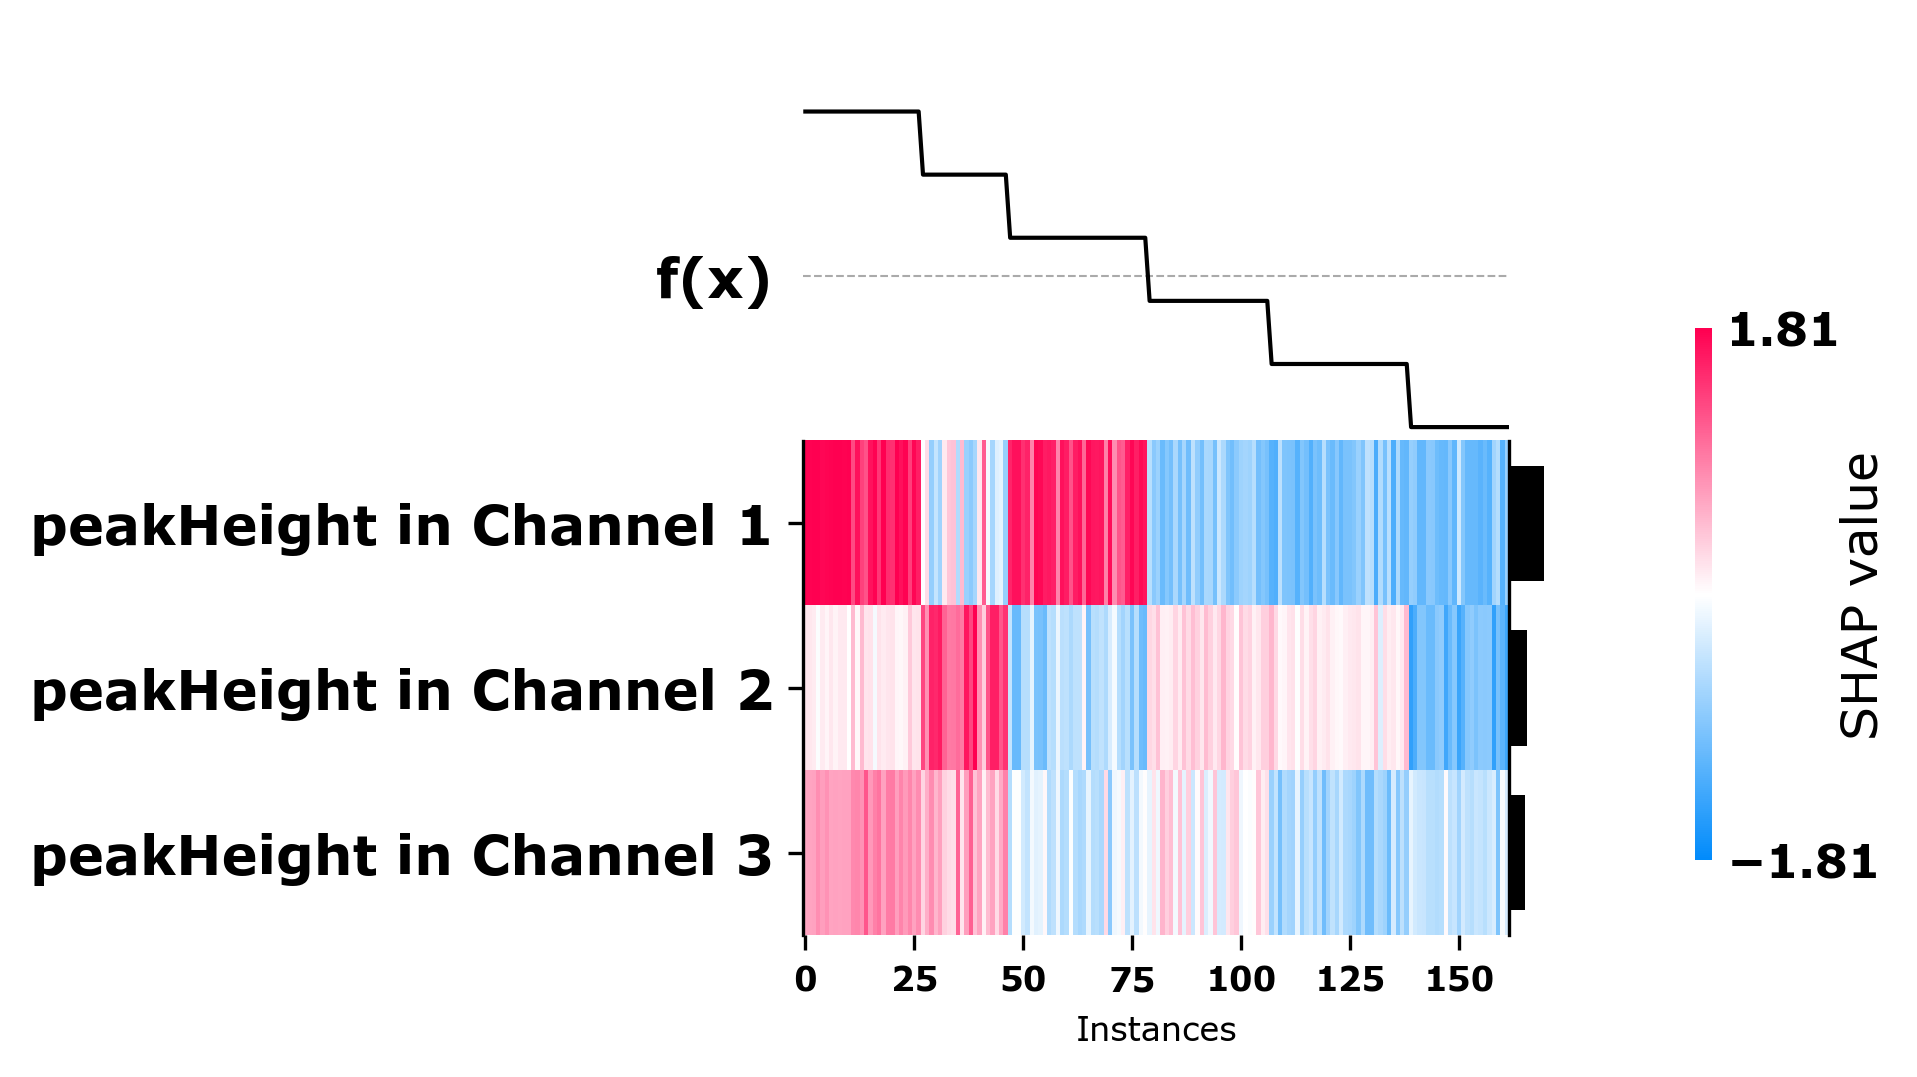 f(x)
1.81
peakHeight in Channel 1
peakHeight in Channel 2
peakHeight in Channel 3
SHAP value
−1.81
0 25 50 75 100 125 150
Instances